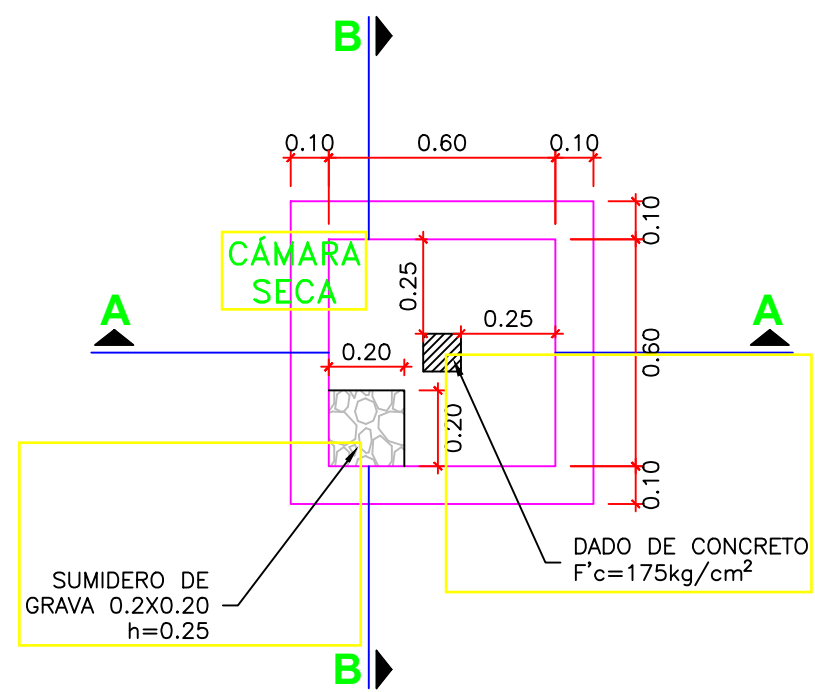 B
0.10 0.60 0.10
0.10
CÁMARA
SECA
0.25
0.25
A
A
0.20
0.60
0.20
0.10
DADO DE CONCRETO
F'c=175kg/cm²
SUMIDERO DE
GRAVA 0.2X0.20
h=0.25
B